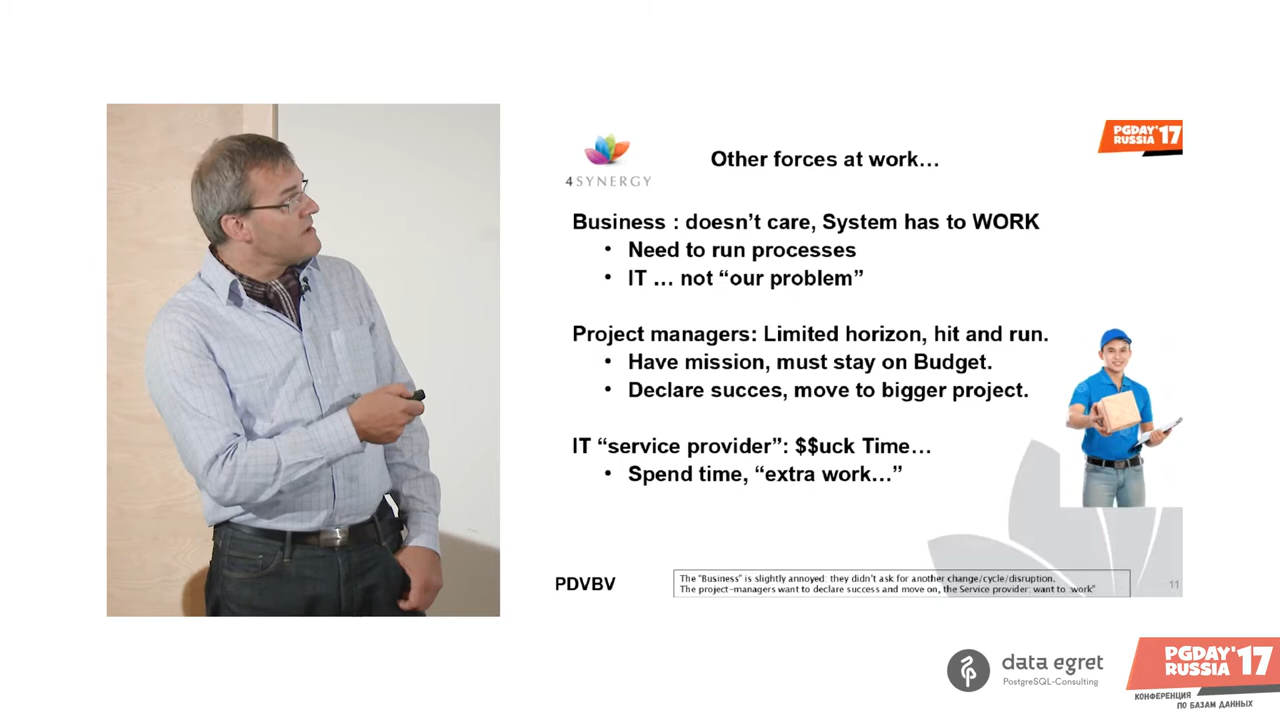 PGDAY'17
RUSSIA
4SYNERGY
Other forces at work…
Business : doesn't care, System has to WORK
• Need to run processes
• IT … not “our problem”
Project managers: Limited horizon, hit and run.
• Have mission, must stay on Budget.
• Declare succes, move to bigger project.
IT “service provider”: $$uck Time…
• Spend time, “extra work…”
PDVBV
The “Business” is slightly annoyed: they didn't ask for another change/cycle/disruption.
The project-managers want to declare success and move on, the Service provider: want to :work”
11
data egret
PostgreSQL-Consulting
PGDAY'17
RUSSIA
КОНФЕРЕНЦИЯ
ПО БАЗАМ ДАННЫХ